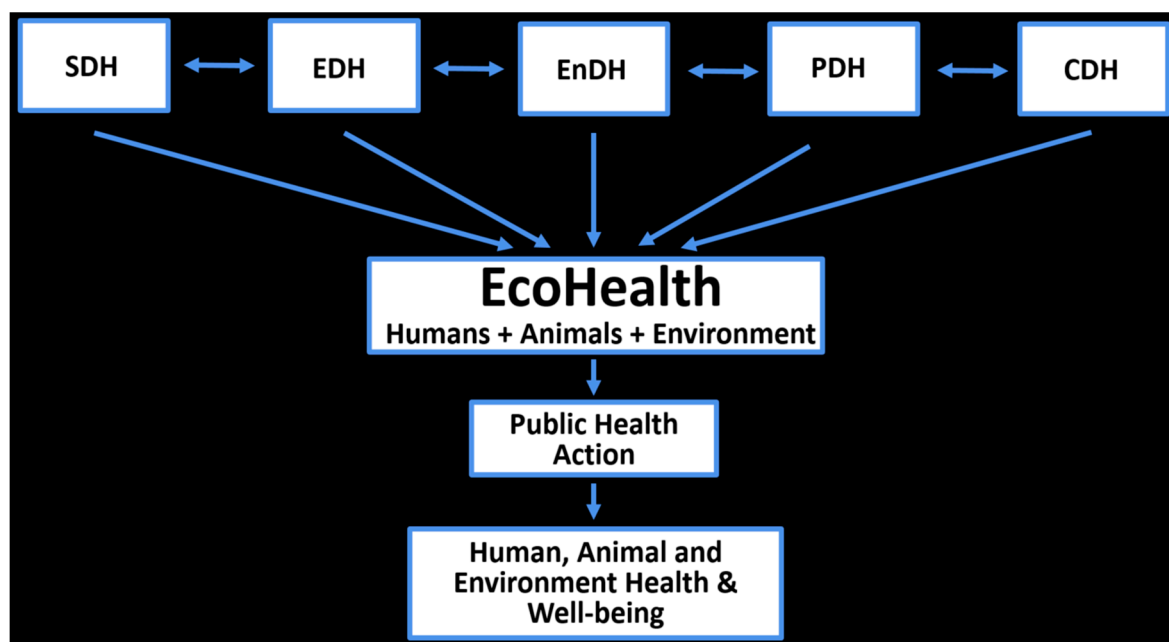 SDH
EDH
EnDH
PDH
CDH
EcoHealth
Humans + Animals + Environment
Public Health
Action
Human, Animal and
Environment Health &
Well-being